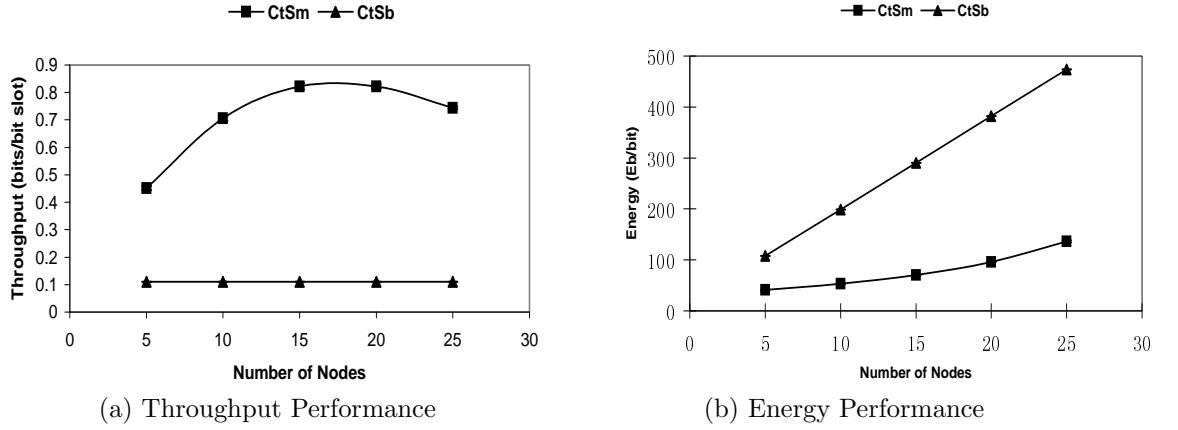 CtSm CtSb
Throughput (bits/bit slot)
0.9
0.8
0.7
0.6
0.5
0.4
0.3
0.2
0.1
0
0 5 10 15 20 25 30
Number of Nodes
(a) Throughput Performance
CtSm CtSb
Energy (Eb/bit)
500
400
300
200
100
0
0 5 10 15 20 25 30
Number of Nodes
(b) Energy Performance